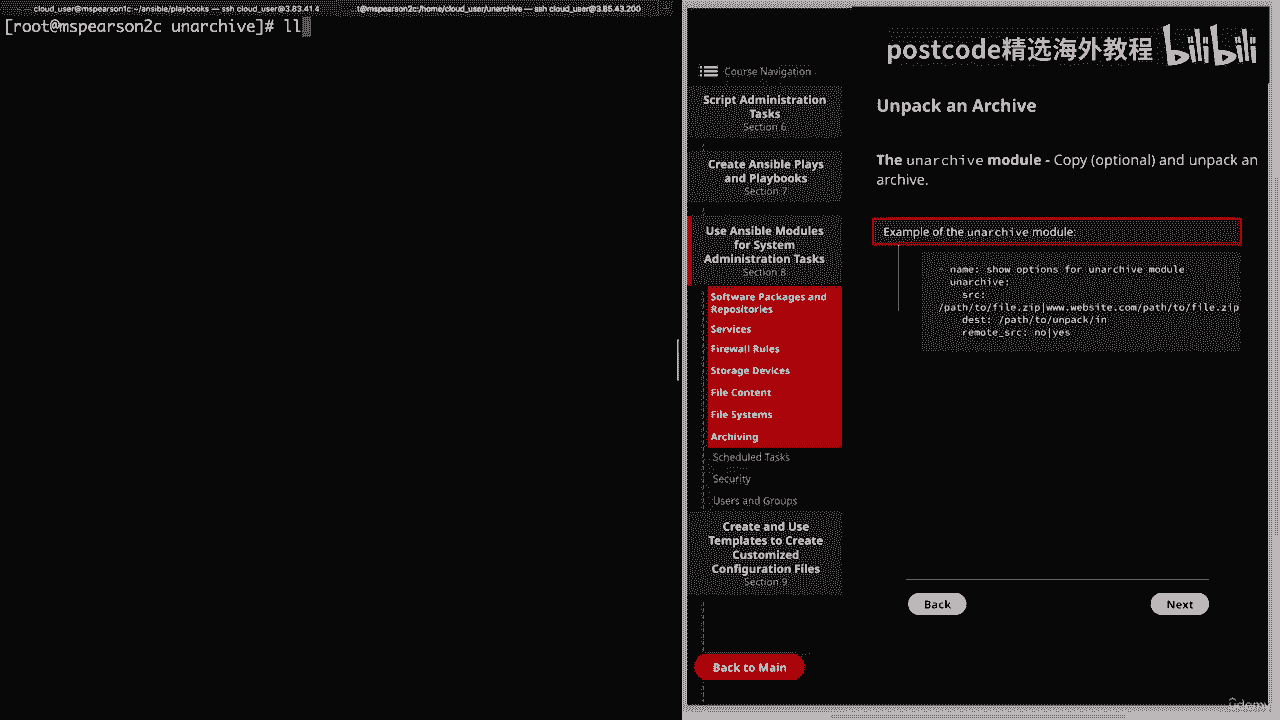 cloud_user@mspearson1c:~/ansible/playbooks — ssh cloud_user@3.83.41.4
t@mspearson2c:/home/cloud_user/unarchive — ssh cloud_user@3.85.43.200
[root@mspearson2c unarchive]# ll
postcode精选海外教程 bilibili
Course Navigation
Script Administration
Tasks
Section 6
Create Ansible Plays
and Playbooks
Section 7
Use Ansible Modules
for System
Administration Tasks
Section 8
Software Packages and
Repositories
Services
Firewall Rules
Storage Devices
File Content
File Systems
Archiving
Scheduled Tasks
Security
Users and Groups
Create and Use
Templates to Create
Customized
Configuration Files
Section 9
Back to Main
Unpack an Archive
The unarchive module - Copy (optional) and unpack an
archive.
Example of the unarchive module:
- name: show options for unarchive module
unarchive:
src:
/path/to/file.zip|www.website.com/path/to/file.zip
dest: /path/to/unpack/in
remote_src: no|yes
Back
Next